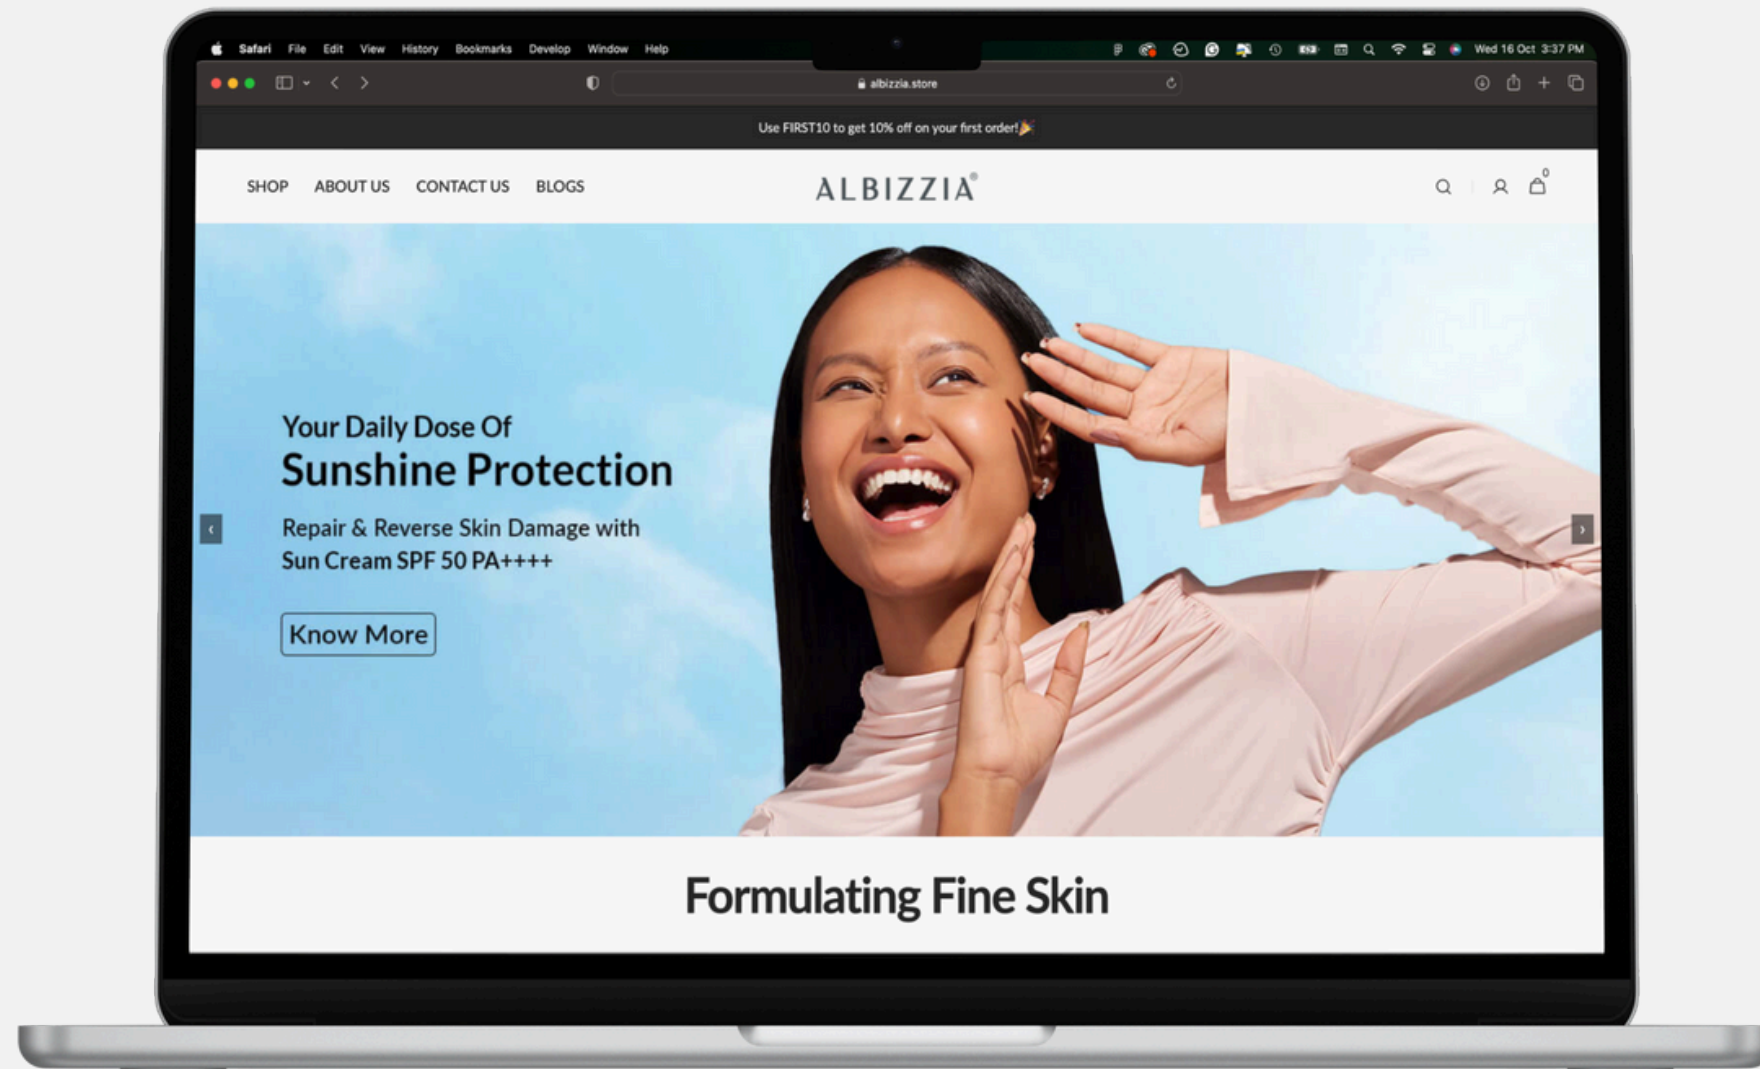 Safari File Edit View History Bookmarks Develop Window Help
Wed 16 Oct 3:37 PM
albizzia.store
Use FIRST10 to get 10% off on your first order!🎉
SHOP ABOUT US CONTACT US BLOGS
ALBIZZIA®
0
Your Daily Dose Of
Sunshine Protection
Repair & Reverse Skin Damage with
Sun Cream SPF 50 PA++++
Know More
Formulating Fine Skin